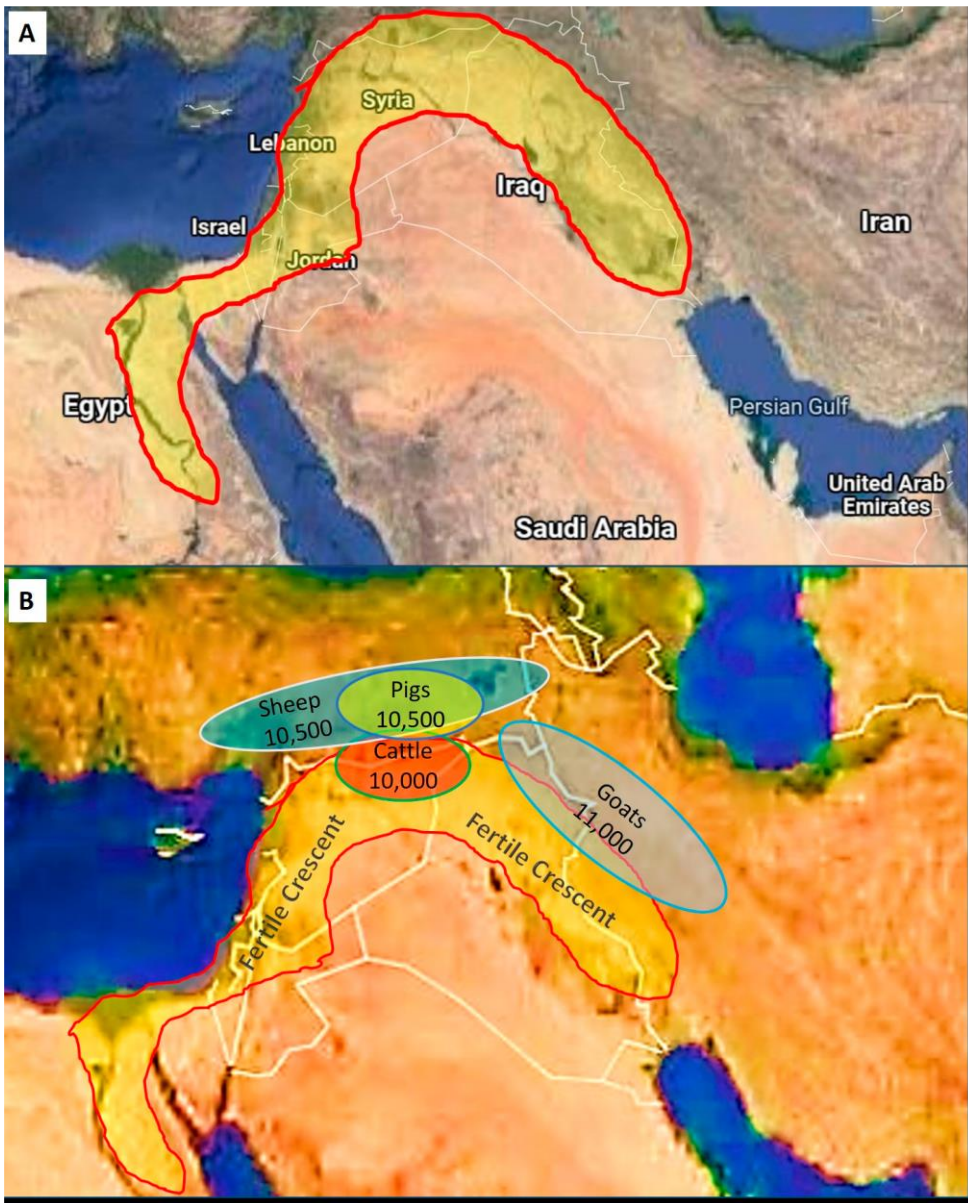 A
Syria
Lebanon
Iraq
Israel
Iran
Jordan
Egypt
Persian Gulf
United Arab
Emirates
Saudi Arabia
B
Sheep
10,500
Pigs
10,500
Cattle
10,000
Goats
11,000
Fertile Crescent
Fertile Crescent